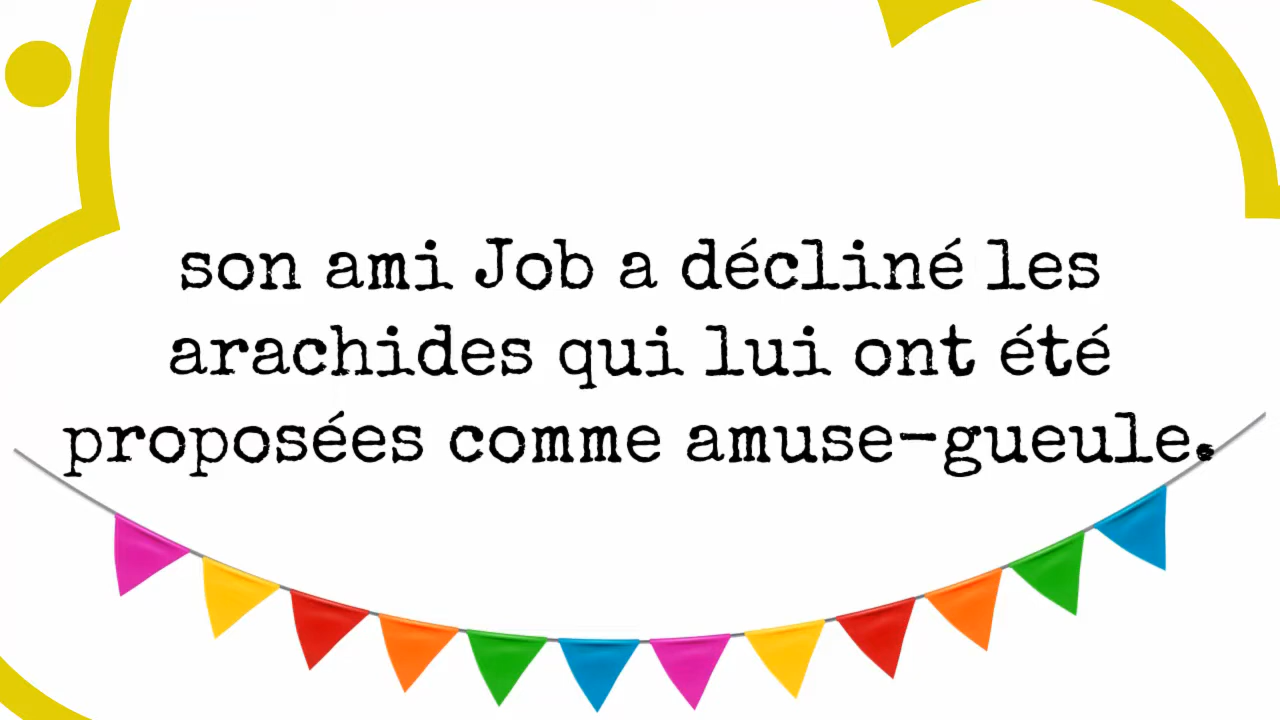 son ami Job a décliné les
arachides qui lui ont été
proposées comme amuse-gueule.